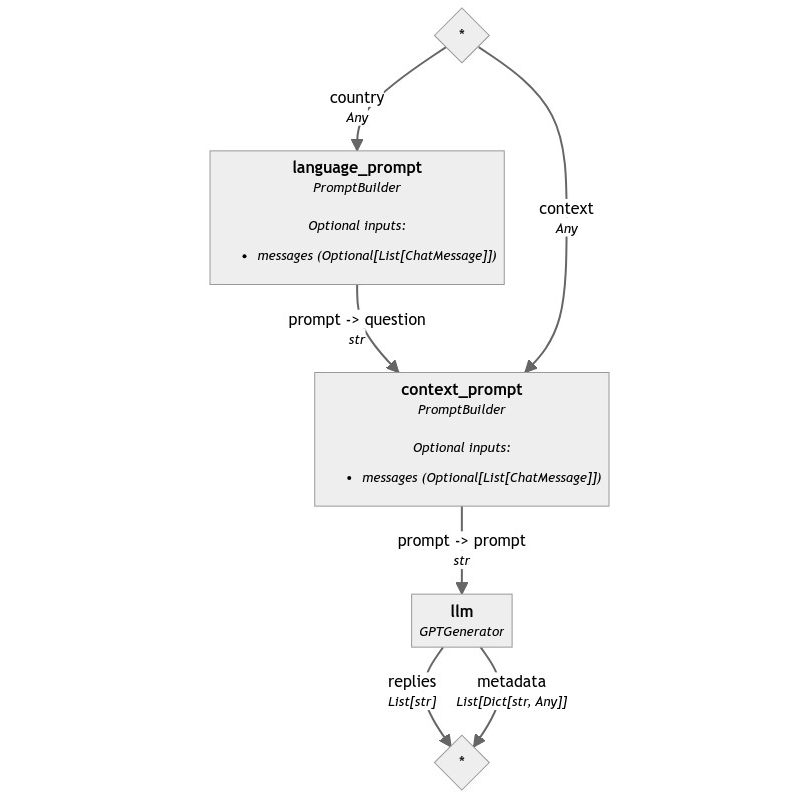 *
country
Any
language_prompt
PromptBuilder
Optional inputs:
• messages (Optional[List[ChatMessage]])
context
Any
prompt -> question
str
context_prompt
PromptBuilder
Optional inputs:
• messages (Optional[List[ChatMessage]])
prompt -> prompt
str
llm
GPTGenerator
replies
List[str]
metadata
List[Dict[str, Any]]
*